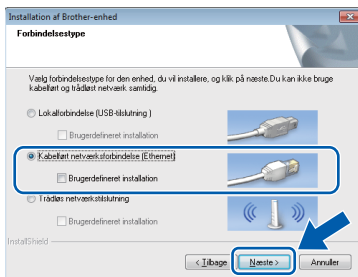 Installation af Brother-enhed
Forbindelsestype
Vælg forbindelsestype for den enhed, du vil installere, og klik på næste.Du kan ikke bruge
kabelført og trådløst netværk samtidig.
Lokalforbindelse (USB-tilslutning )
Brugerdefineret installation
Kabelført netværksforbindelse (Ethernet)
Brugerdefineret installation
Trådløs netværkstilslutning
Brugerdefineret installation
InstallShield
< Tilbage
Næste >
Annuller